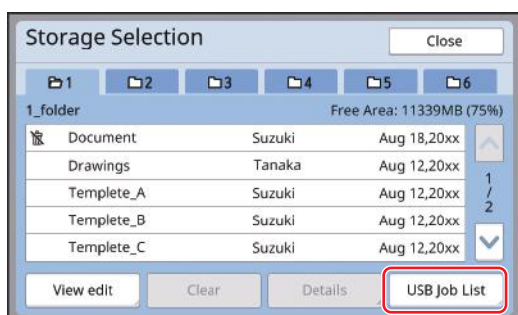 Storage Selection Close
1 2 3 4 5 6
1_folder Free Area: 11339MB (75%)
Document Suzuki Aug 18,20xx
Drawings Tanaka Aug 12,20xx
Templete_A Suzuki Aug 12,20xx
Templete_B Suzuki Aug 12,20xx
Templete_C Suzuki Aug 12,20xx
1
/
2
View edit Clear Details USB Job List